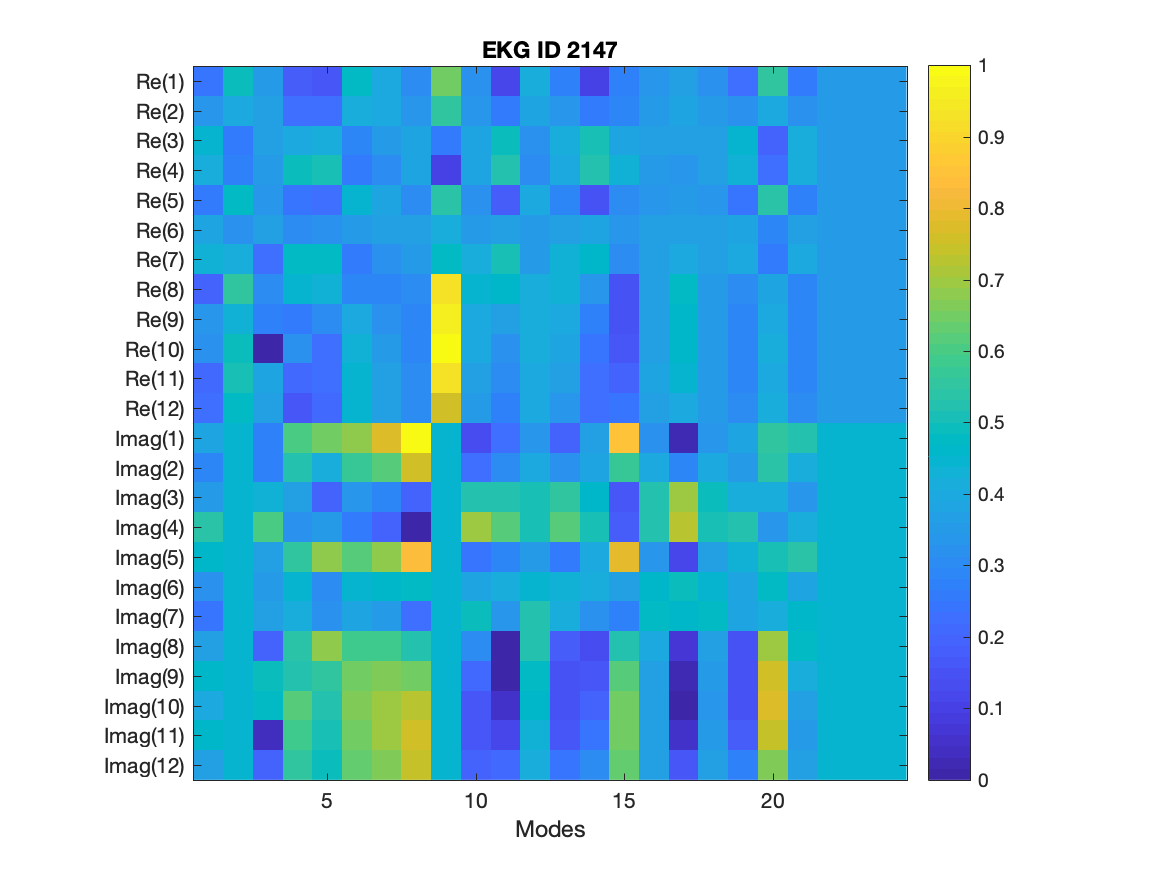 EKG ID 2147
Re(1)
Re(2)
Re(3)
Re(4)
Re(5)
Re(6)
Re(7)
Re(8)
Re(9)
Re(10)
Re(11)
Re(12)
Imag(1)
Imag(2)
Imag(3)
Imag(4)
Imag(5)
Imag(6)
Imag(7)
Imag(8)
Imag(9)
Imag(10)
Imag(11)
Imag(12)
5 10 15 20
Modes
1
0.9
0.8
0.7
0.6
0.5
0.4
0.3
0.2
0.1
0